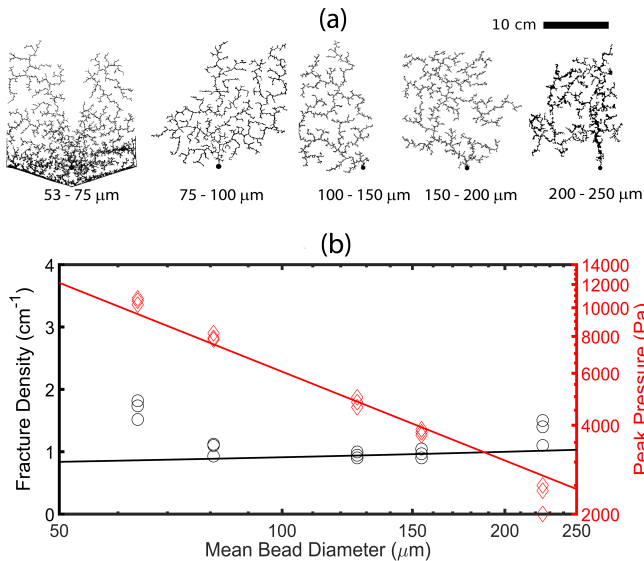 (a)
10 cm
53 - 75 μm
75 - 100 μm
100 - 150 μm
150 - 200 μm
200 - 250 μm
(b)
4
3
2
1
0
Fracture Density (cm⁻¹)
14000
10000
8000
6000
4000
2000
Peak Pressure (Pa)
50
100
150
200
250
Mean Bead Diameter (μm)